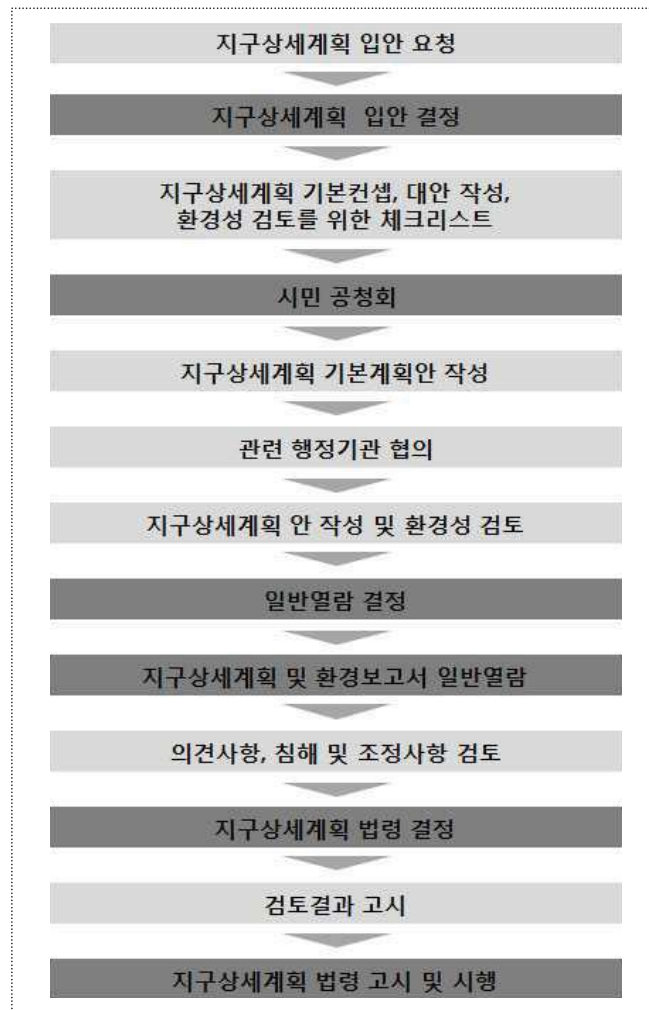 지구상세계획 입안 요청
지구상세계획 입안 결정
지구상세계획 기본컨셉, 대안 작성,
환경성 검토를 위한 체크리스트
시민 공청회
지구상세계획 기본계획안 작성
관련 행정기관 협의
지구상세계획 안 작성 및 환경성 검토
일반열람 결정
지구상세계획 및 환경보고서 일반열람
의견사항, 침해 및 조정사항 검토
지구상세계획 법령 결정
검토결과 고시
지구상세계획 법령 고시 및 시행